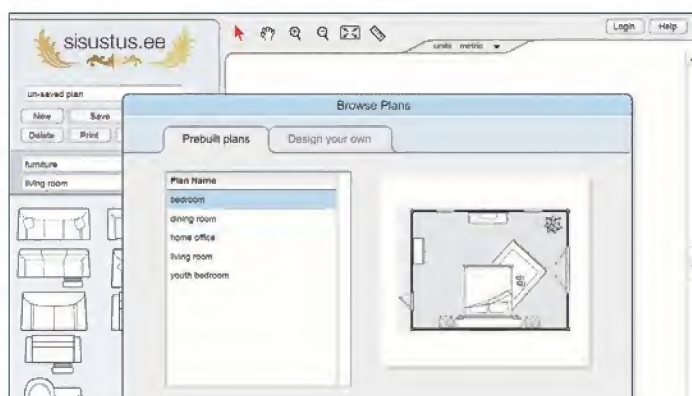 sisustus.ee
Login
Help
units metric
un-saved plan
New
Save
Delete
Print
furniture
living room
Browse Plans
Prebuilt plans
Design your own
Plan Name
bedroom
dining room
home office
living room
youth bedroom